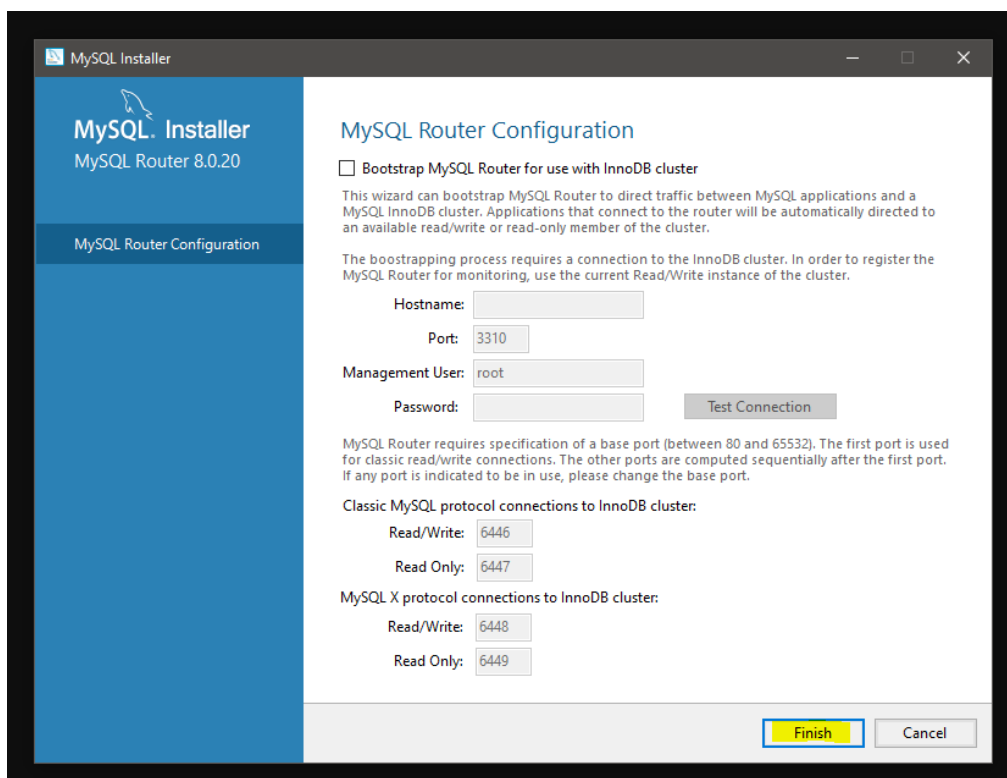 MySQL Installer
MySQL. Installer
MySQL Router 8.0.20
MySQL Router Configuration
MySQL Router Configuration
Bootstrap MySQL Router for use with InnoDB cluster
This wizard can bootstrap MySQL Router to direct traffic between MySQL applications and a
MySQL InnoDB cluster. Applications that connect to the router will be automatically directed to
an available read/write or read-only member of the cluster.
The boostrapping process requires a connection to the InnoDB cluster. In order to register the
MySQL Router for monitoring, use the current Read/Write instance of the cluster.
Hostname:
Port: 3310
Management User: root
Password: Test Connection
MySQL Router requires specification of a base port (between 80 and 65532). The first port is used
for classic read/write connections. The other ports are computed sequentially after the first port.
If any port is indicated to be in use, please change the base port.
Classic MySQL protocol connections to InnoDB cluster:
Read/Write: 6446
Read Only: 6447
MySQL X protocol connections to InnoDB cluster:
Read/Write: 6448
Read Only: 6449
Finish Cancel